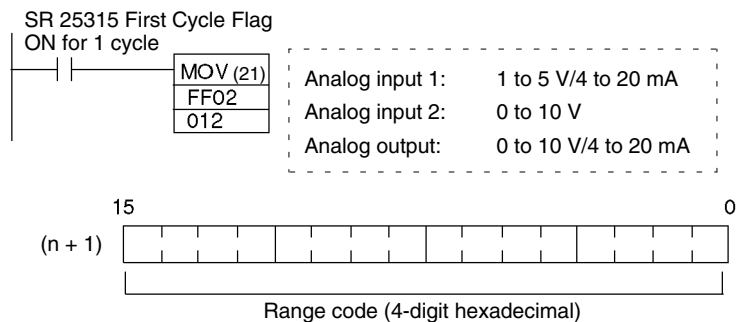 SR 25315 First Cycle Flag
ON for 1 cycle
MOV (21)
FF02
012
Analog input 1: 1 to 5 V/4 to 20 mA
Analog input 2: 0 to 10 V
Analog output: 0 to 10 V/4 to 20 mA
15 0
(n + 1)
Range code (4-digit hexadecimal)